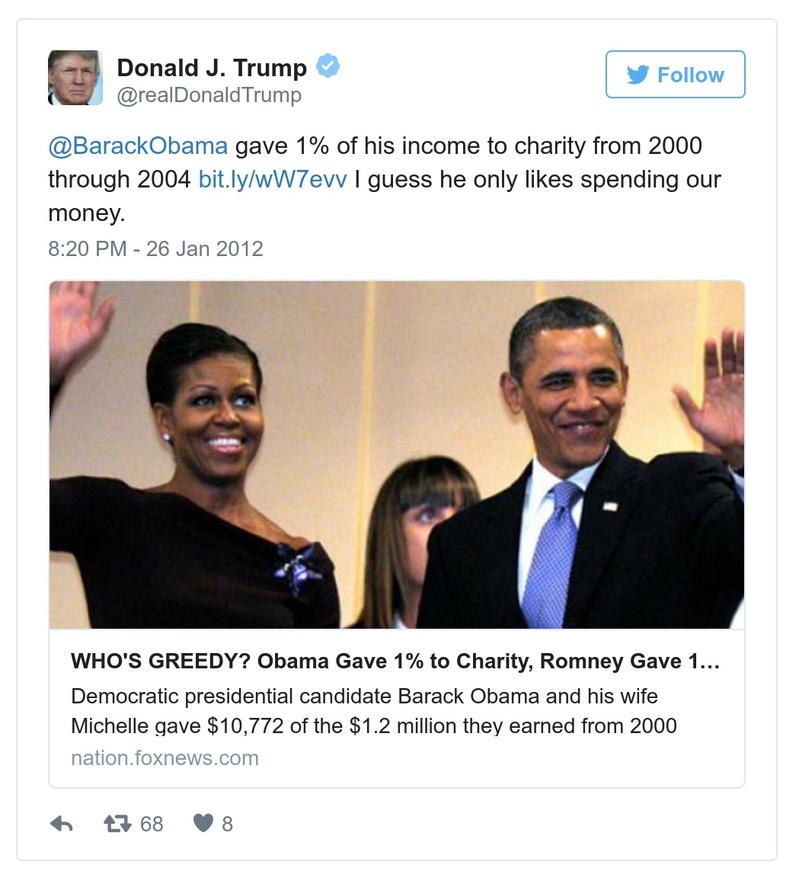 Donald J. Trump
@realDonaldTrump
Follow
@BarackObama gave 1% of his income to charity from 2000
through 2004 bit.ly/wW7evv I guess he only likes spending our
money.
8:20 PM - 26 Jan 2012
WHO'S GREEDY? Obama Gave 1% to Charity, Romney Gave 1…
Democratic presidential candidate Barack Obama and his wife
Michelle gave $10,772 of the $1.2 million they earned from 2000
nation.foxnews.com
68
8